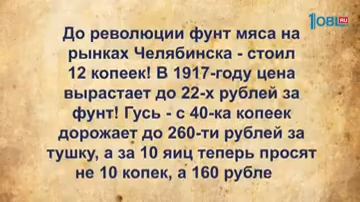 1OBL.RU
До революции фунт мяса на
рынках Челябинска - стоил
12 копеек! В 1917-году цена
вырастает до 22-х рублей за
фунт! Гусь - с 40-ка копеек
дорожает до 260-ти рублей за
тушку, а за 10 яиц теперь просят
не 10 копек, а 160 рубле